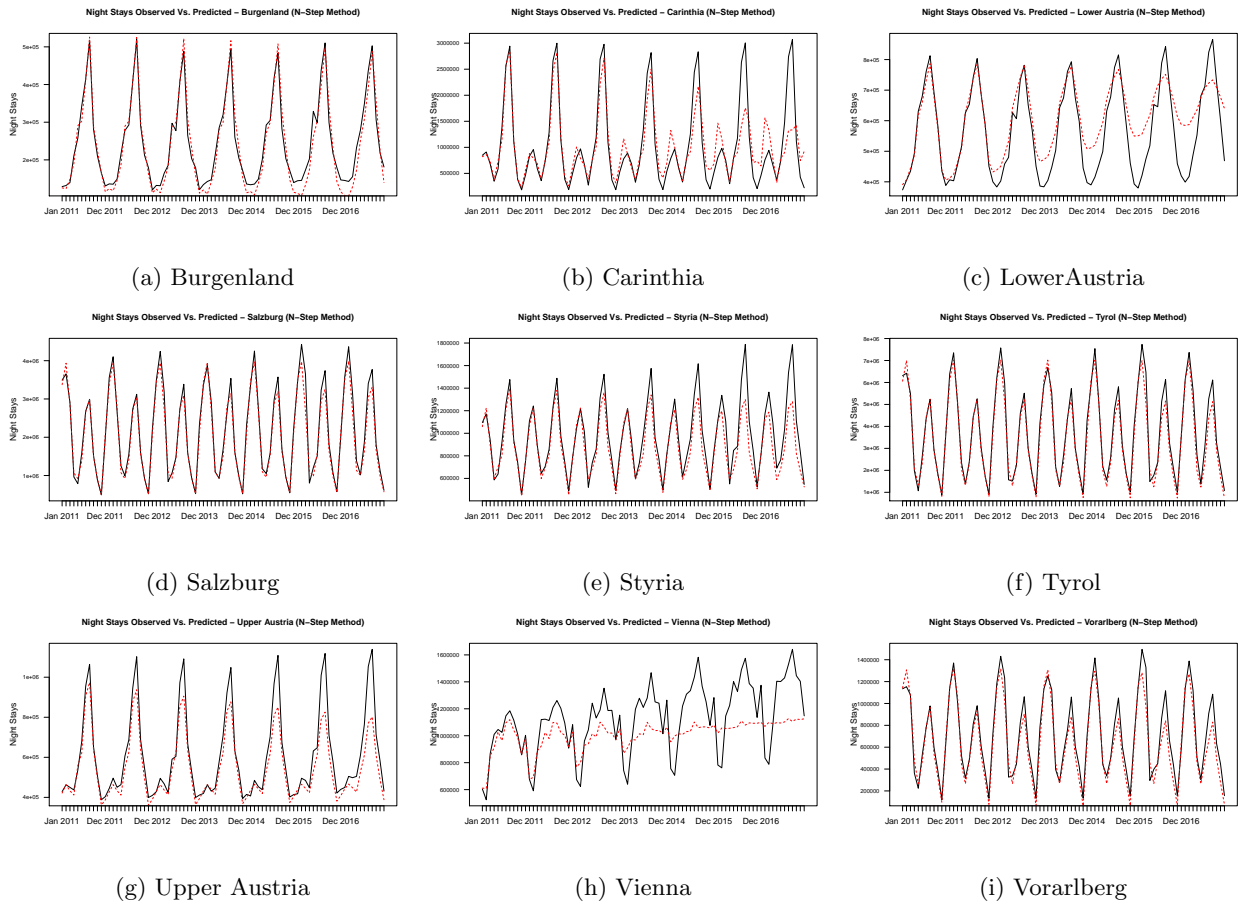 Night Stays Observed Vs. Predicted – Burgenland (N–Step Method)
Night Stays
5e+05
4e+05
3e+05
2e+05
Jan 2011 Dec 2011 Dec 2012 Dec 2013 Dec 2014 Dec 2015 Dec 2016
(a) Burgenland
Night Stays Observed Vs. Predicted – Carinthia (N–Step Method)
Night Stays
3000000
2500000
2000000
1500000
1000000
500000
Jan 2011 Dec 2011 Dec 2012 Dec 2013 Dec 2014 Dec 2015 Dec 2016
(b) Carinthia
Night Stays Observed Vs. Predicted – Lower Austria (N–Step Method)
Night Stays
8e+05
7e+05
6e+05
5e+05
4e+05
Jan 2011 Dec 2011 Dec 2012 Dec 2013 Dec 2014 Dec 2015 Dec 2016
(c) LowerAustria
Night Stays Observed Vs. Predicted – Salzburg (N–Step Method)
Night Stays
4e+06
3e+06
2e+06
1e+06
Jan 2011 Dec 2011 Dec 2012 Dec 2013 Dec 2014 Dec 2015 Dec 2016
(d) Salzburg
Night Stays Observed Vs. Predicted – Styria (N–Step Method)
Night Stays
1800000
1600000
1400000
1200000
1000000
800000
600000
Jan 2011 Dec 2011 Dec 2012 Dec 2013 Dec 2014 Dec 2015 Dec 2016
(e) Styria
Night Stays Observed Vs. Predicted – Tyrol (N–Step Method)
Night Stays
8e+06
7e+06
6e+06
5e+06
4e+06
3e+06
2e+06
1e+06
Jan 2011 Dec 2011 Dec 2012 Dec 2013 Dec 2014 Dec 2015 Dec 2016
(f) Tyrol
Night Stays Observed Vs. Predicted – Upper Austria (N–Step Method)
Night Stays
1e+06
8e+05
6e+05
4e+05
Jan 2011 Dec 2011 Dec 2012 Dec 2013 Dec 2014 Dec 2015 Dec 2016
(g) Upper Austria
Night Stays Observed Vs. Predicted – Vienna (N–Step Method)
Night Stays
1600000
1400000
1200000
1000000
800000
600000
Jan 2011 Dec 2011 Dec 2012 Dec 2013 Dec 2014 Dec 2015 Dec 2016
(h) Vienna
Night Stays Observed Vs. Predicted – Vorarlberg (N–Step Method)
Night Stays
1400000
1200000
1000000
800000
600000
400000
200000
Jan 2011 Dec 2011 Dec 2012 Dec 2013 Dec 2014 Dec 2015 Dec 2016
(i) Vorarlberg